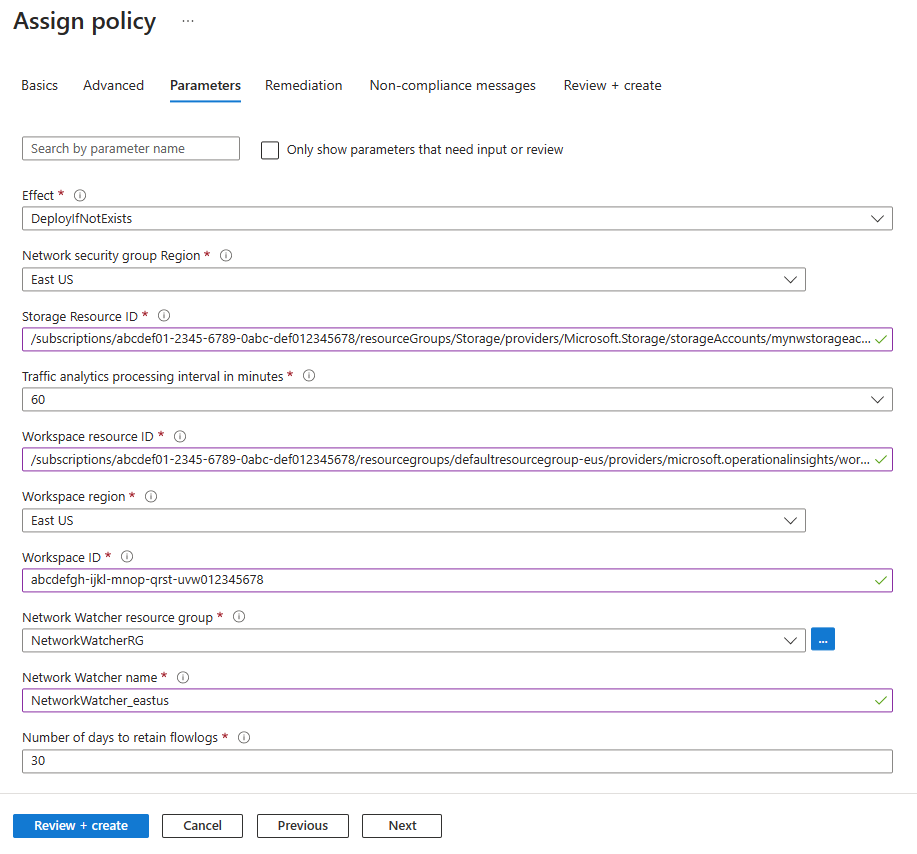 Assign policy ...
Basics Advanced Parameters Remediation Non-compliance messages Review + create
Search by parameter name Only show parameters that need input or review
Effect *
DeployIfNotExists
Network security group Region *
East US
Storage Resource ID *
/subscriptions/abcdef01-2345-6789-0abc-def012345678/resourceGroups/Storage/providers/Microsoft.Storage/storageAccounts/mynwstorageac...
Traffic analytics processing interval in minutes *
60
Workspace resource ID *
/subscriptions/abcdef01-2345-6789-0abc-def012345678/resourcegroups/defaultresourcegroup-eus/providers/microsoft.operationalinsights/wor...
Workspace region *
East US
Workspace ID *
abcdefgh-ijkl-mnop-qrst-uvw012345678
Network Watcher resource group *
NetworkWatcherRG ...
Network Watcher name *
NetworkWatcher_eastus
Number of days to retain flowlogs *
30
Review + create Cancel Previous Next